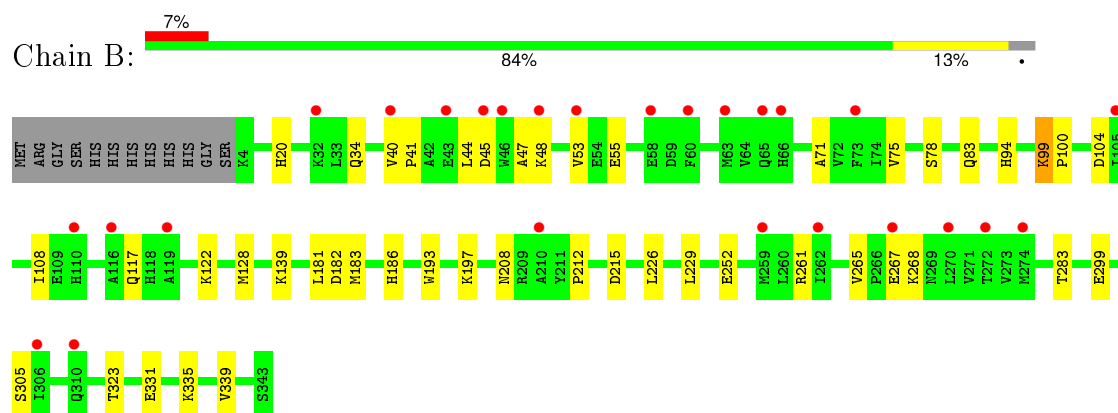 7%
Chain B:
84% 13% •
MET ARG GLY SER HIS HIS HIS HIS HIS HIS GLY SER K4 H20 K32 L33 Q34 V40 P41 A42 E43 L44 D45 W46 A47 K48 V53 E54 E55 E58 D59 F60 M63 V64 Q65 H66 A71 V72 F73 I74 V75 S78 Q83 H94 K99 P100 D104 I105
I108 E109 H110 A116 Q117 H118 A119 K122 M128 K139 L181 D182 M183 H186 W193 K197 N208 R209 A210 Y211 P212 D215 L226 L229 E252 M259 L260 R261 I262 V265 P266 E267 K268 N269 L270 V271 T272 V273 M274 T283 E299
S305 I306 Q310 T323 E331 K335 V339 S343